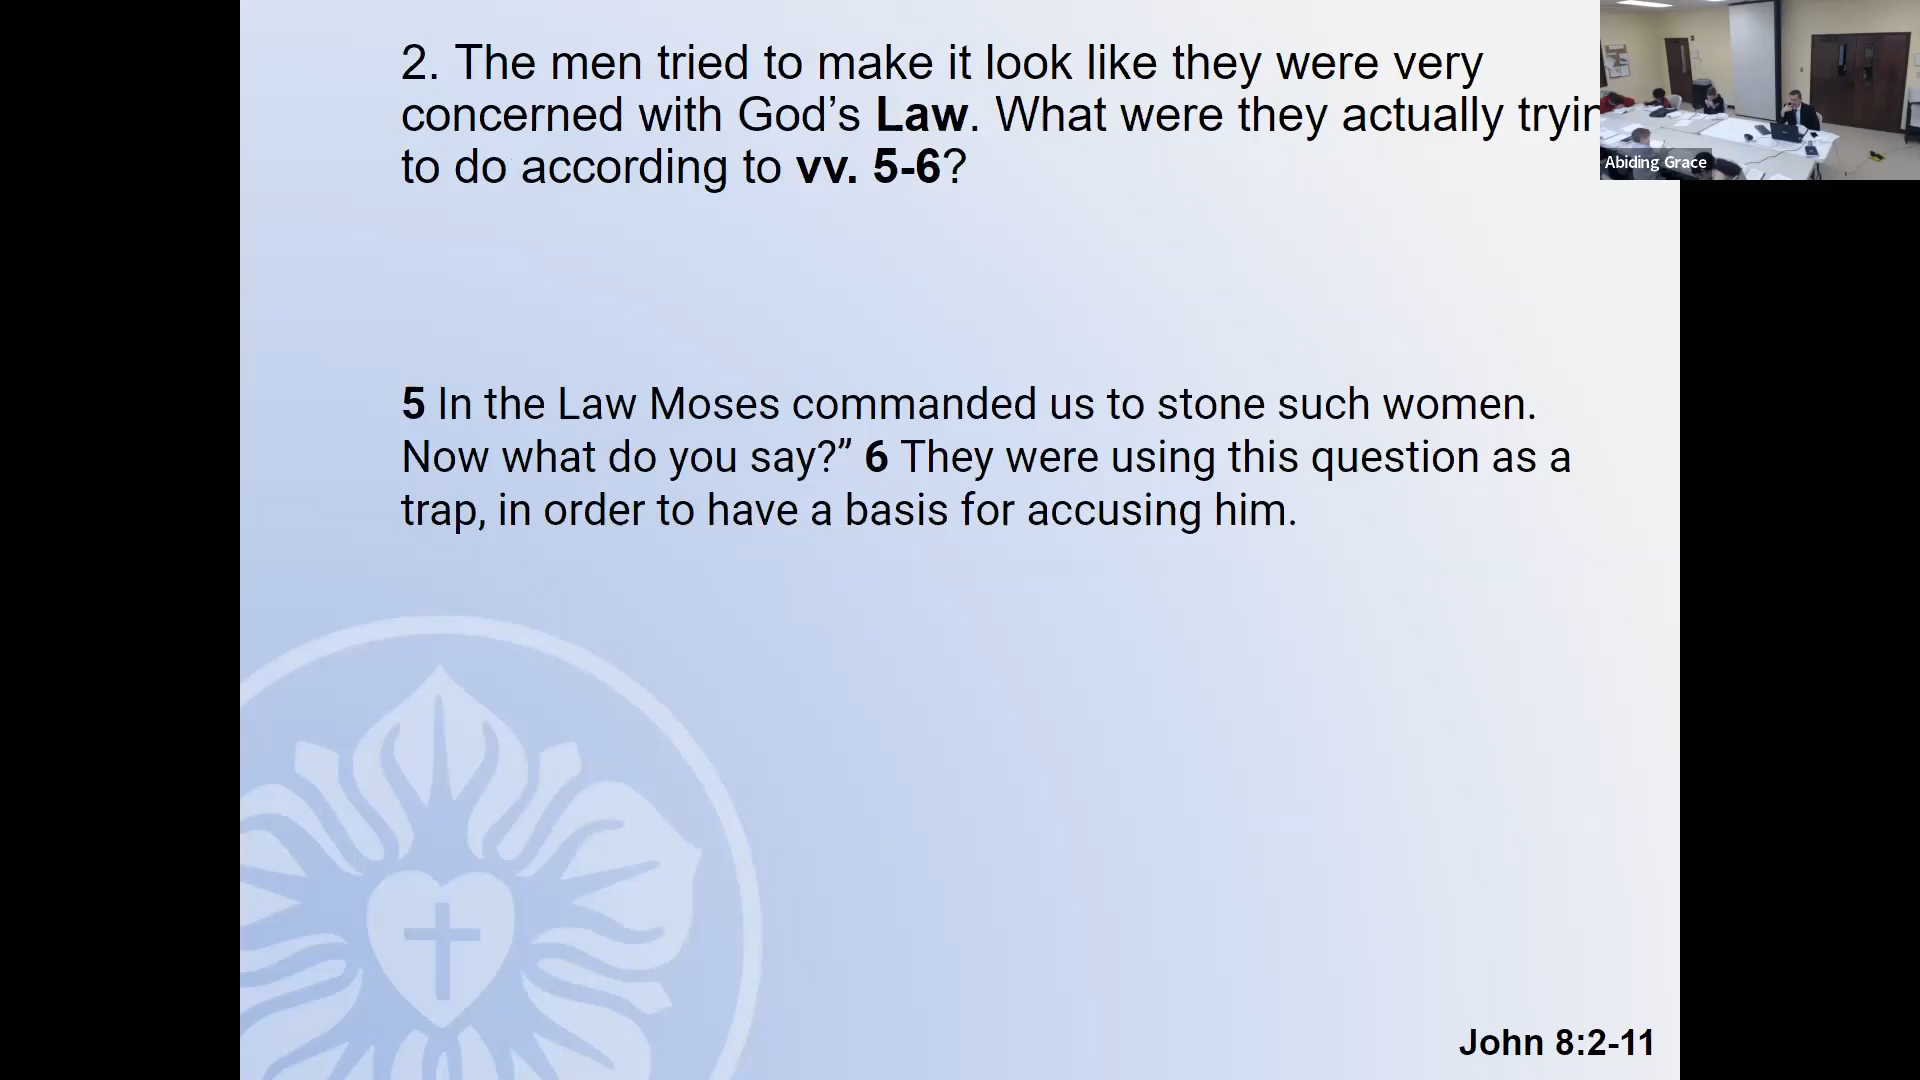 2. The men tried to make it look like they were very
concerned with God’s Law. What were they actually tryin
to do according to vv. 5-6?
Abiding Grace
5 In the Law Moses commanded us to stone such women.
Now what do you say?” 6 They were using this question as a
trap, in order to have a basis for accusing him.
John 8:2-11